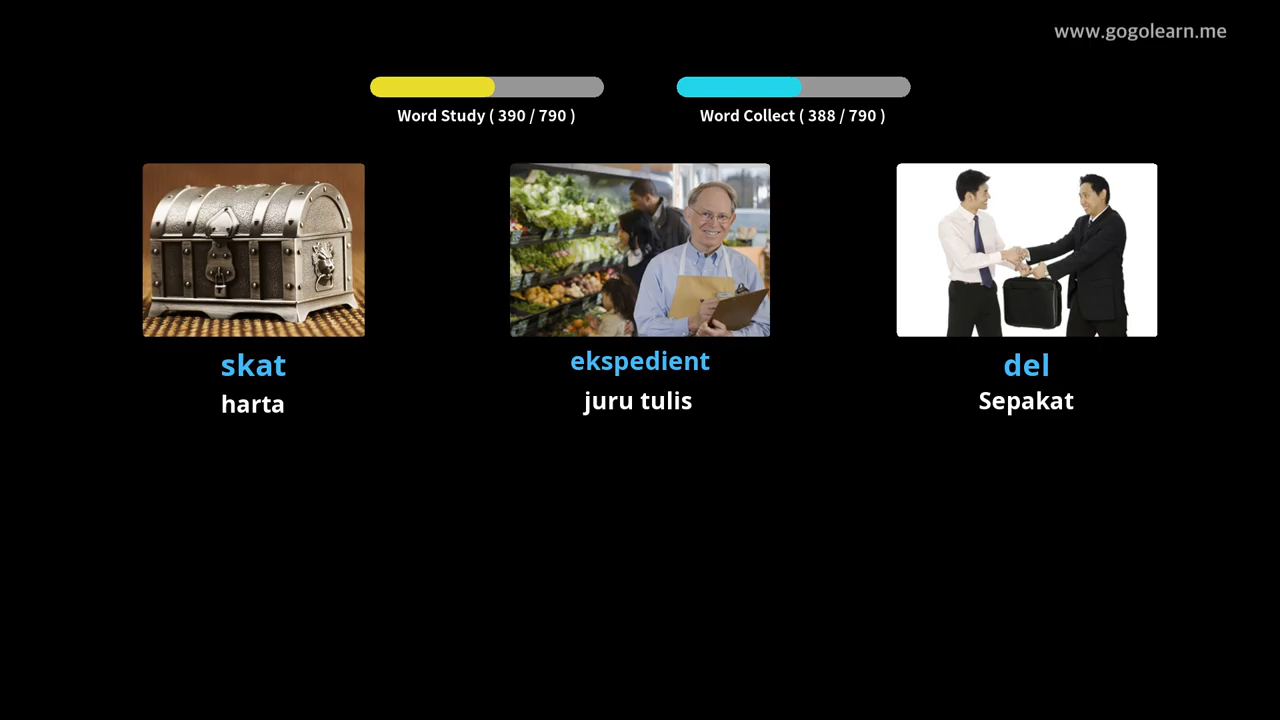 www.gogolearn.me
Word Study ( 390 / 790 )
Word Collect ( 388 / 790 )
skat
harta
ekspedient
juru tulis
del
Sepakat